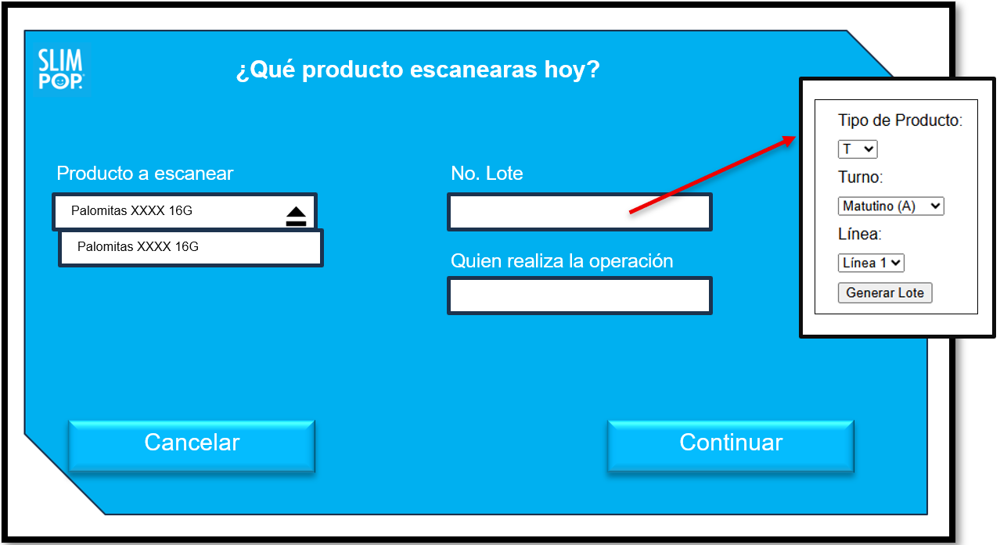 SLIM
POP.
¿Qué producto escanearas hoy?
Producto a escanear
Palomitas XXXX 16G
Palomitas XXXX 16G
No. Lote
Quien realiza la operación
Tipo de Producto:
T
Turno:
Matutino (A)
Línea:
Línea 1
Generar Lote
Cancelar
Continuar